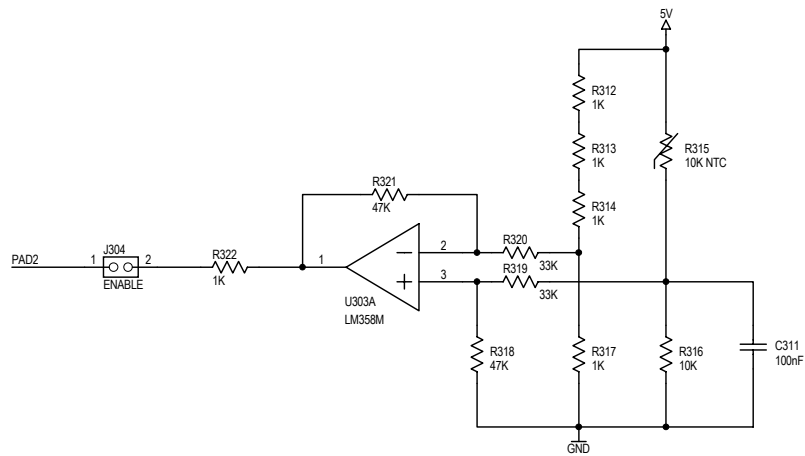 5V
R312
1K
R313
1K
R315
10K NTC
R314
1K
R321
47K
J304
PAD2
1
2
ENABLE
R322
1K
1
2
3
U303A
LM358M
R320
33K
R319
33K
R318
47K
R317
1K
R316
10K
C311
100nF
GND